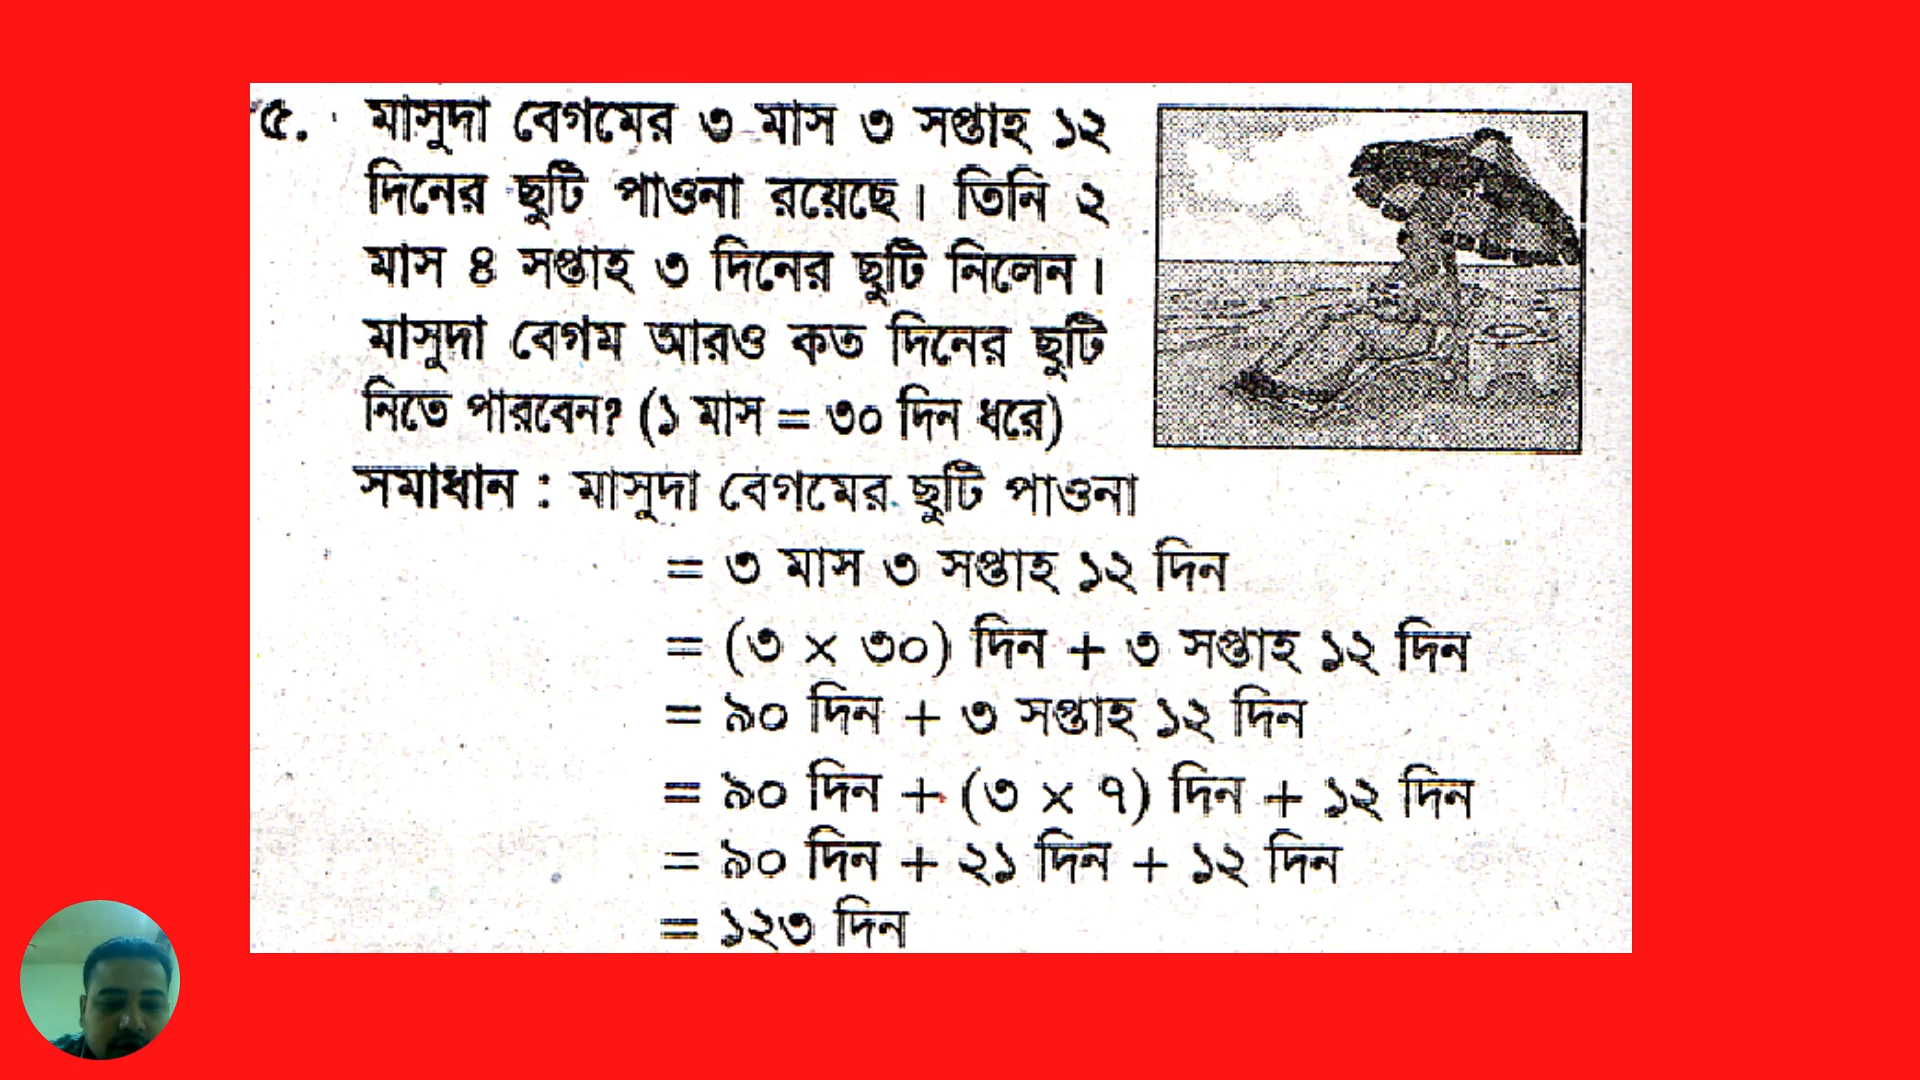 ৫. মাসুদা বেগমের ৩ মাস ৩ সপ্তাহ ১২
দিনের ছুটি পাওনা রয়েছে। তিনি ২
মাস ৪ সপ্তাহ ৩ দিনের ছুটি নিলেন।
মাসুদা বেগম আরও কত দিনের ছুটি
নিতে পারবেন? (১ মাস = ৩০ দিন ধরে)
সমাধান : মাসুদা বেগমের ছুটি পাওনা
= ৩ মাস ৩ সপ্তাহ ১২ দিন
= (৩ × ৩০) দিন + ৩ সপ্তাহ ১২ দিন
= ৯০ দিন + ৩ সপ্তাহ ১২ দিন
= ৯০ দিন + (৩ × ৭) দিন + ১২ দিন
= ৯০ দিন + ২১ দিন + ১২ দিন
= ১২৩ দিন